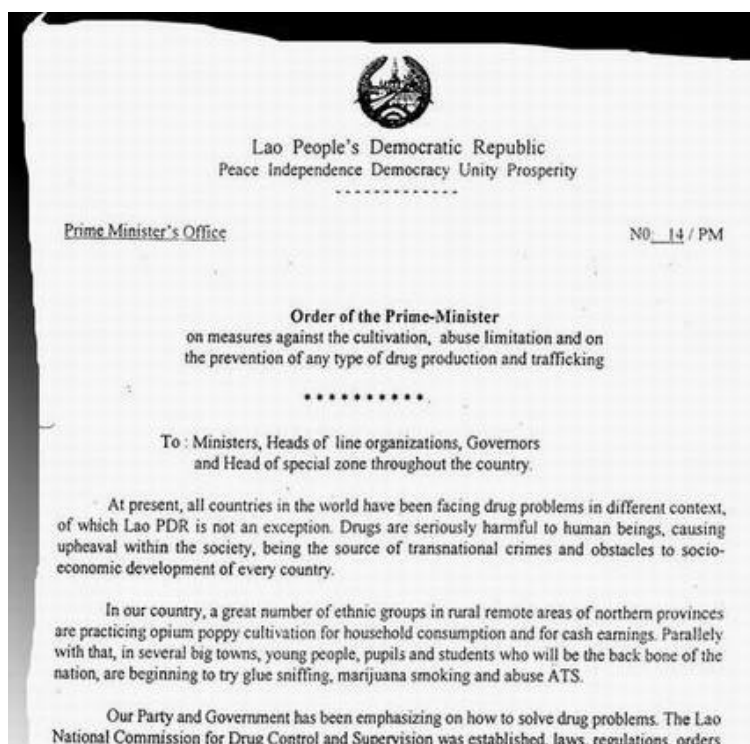 Lao People's Democratic Republic
Peace Independence Democracy Unity Prosperity
- - - - - - - - - - - - -
Prime Minister's Office
N0 14 / PM
Order of the Prime-Minister
on measures against the cultivation, abuse limitation and on
the prevention of any type of drug production and trafficking
* * * * * * * * * *
To : Ministers, Heads of line organizations, Governors
and Head of special zone throughout the country.
At present, all countries in the world have been facing drug problems in different context,
of which Lao PDR is not an exception. Drugs are seriously harmful to human beings, causing
upheaval within the society, being the source of transnational crimes and obstacles to socio-
economic development of every country.
In our country, a great number of ethnic groups in rural remote areas of northern provinces
are practicing opium poppy cultivation for household consumption and for cash earnings. Parallely
with that, in several big towns, young people, pupils and students who will be the back bone of the
nation, are beginning to try glue sniffing, marijuana smoking and abuse ATS.
Our Party and Government has been emphasizing on how to solve drug problems. The Lao
National Commission for Drug Control and Supervision was established, laws, regulations, orders